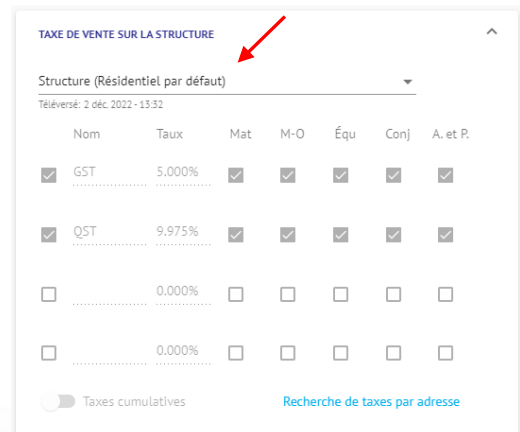 TAXE DE VENTE SUR LA STRUCTURE
Structure (Résidentiel par défaut)
Téléversé: 2 déc. 2022 - 13:32
Nom Taux Mat M-O Équ Conj A. et P.
GST 5.000%
QST 9.975%
0.000%
0.000%
Taxes cumulatives Recherche de taxes par adresse